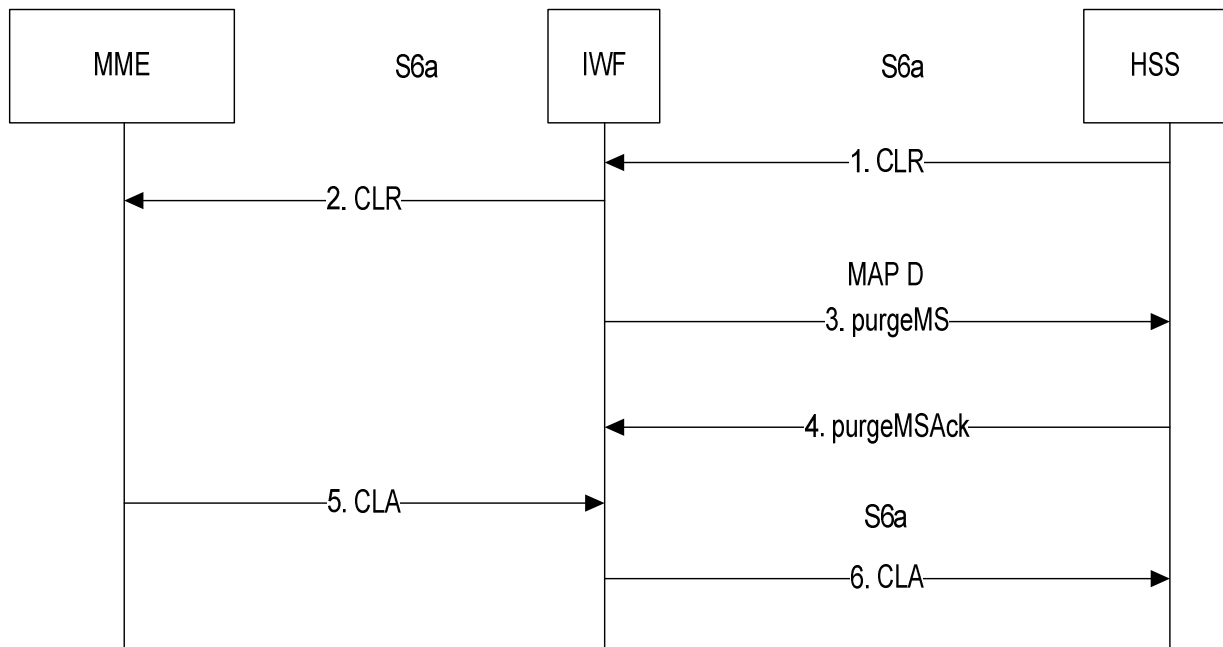 MME
S6a
IWF
S6a
HSS
1. CLR
2. CLR
MAP D
3. purgeMS
4. purgeMSAck
5. CLA
S6a
6. CLA